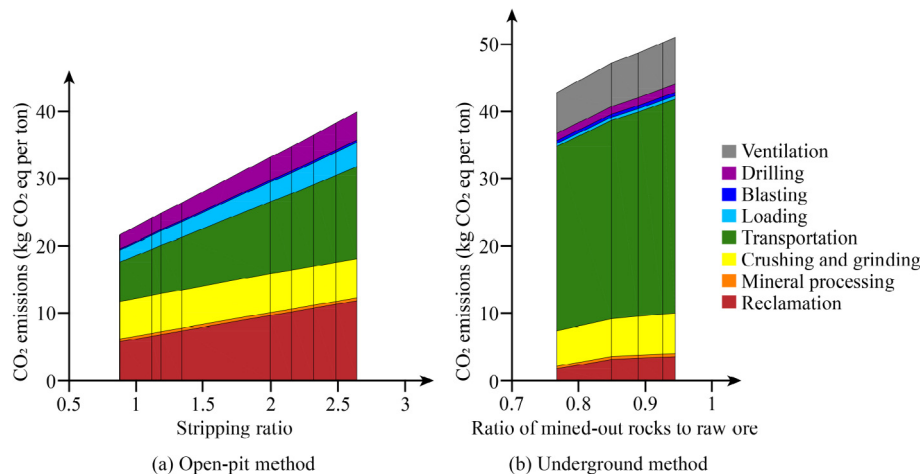 CO₂ emissions (kg CO₂ eq per ton)
40
30
20
10
0
0.5
1
1.5
2
2.5
3
Stripping ratio
(a) Open-pit method
CO₂ emissions (kg CO₂ eq per ton)
50
40
30
20
10
0
0.7
0.8
0.9
1
Ratio of mined-out rocks to raw ore
(b) Underground method
Ventilation
Drilling
Blasting
Loading
Transportation
Crushing and grinding
Mineral processing
Reclamation